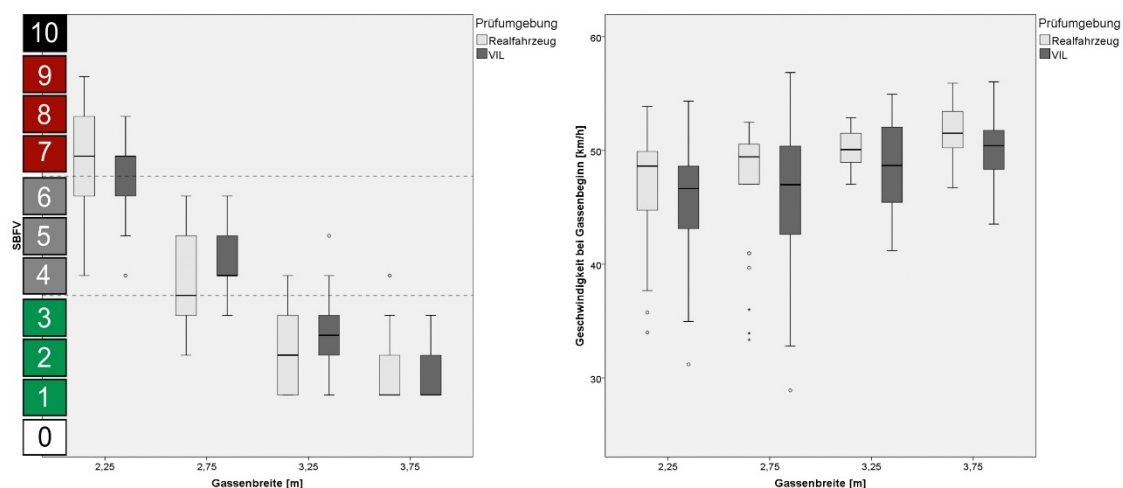 10
9
8
7
6
5
4
3
2
1
0
SBFV
2,25
2,75
3,25
3,75
Gassenbreite [m]
Prüfumgebung
Realfahrzeug
VIL
Geschwindigkeit bei Gassenbeginn [km/h]
60
50
40
30
2,25
2,75
3,25
3,75
Gassenbreite [m]
Prüfumgebung
Realfahrzeug
VIL